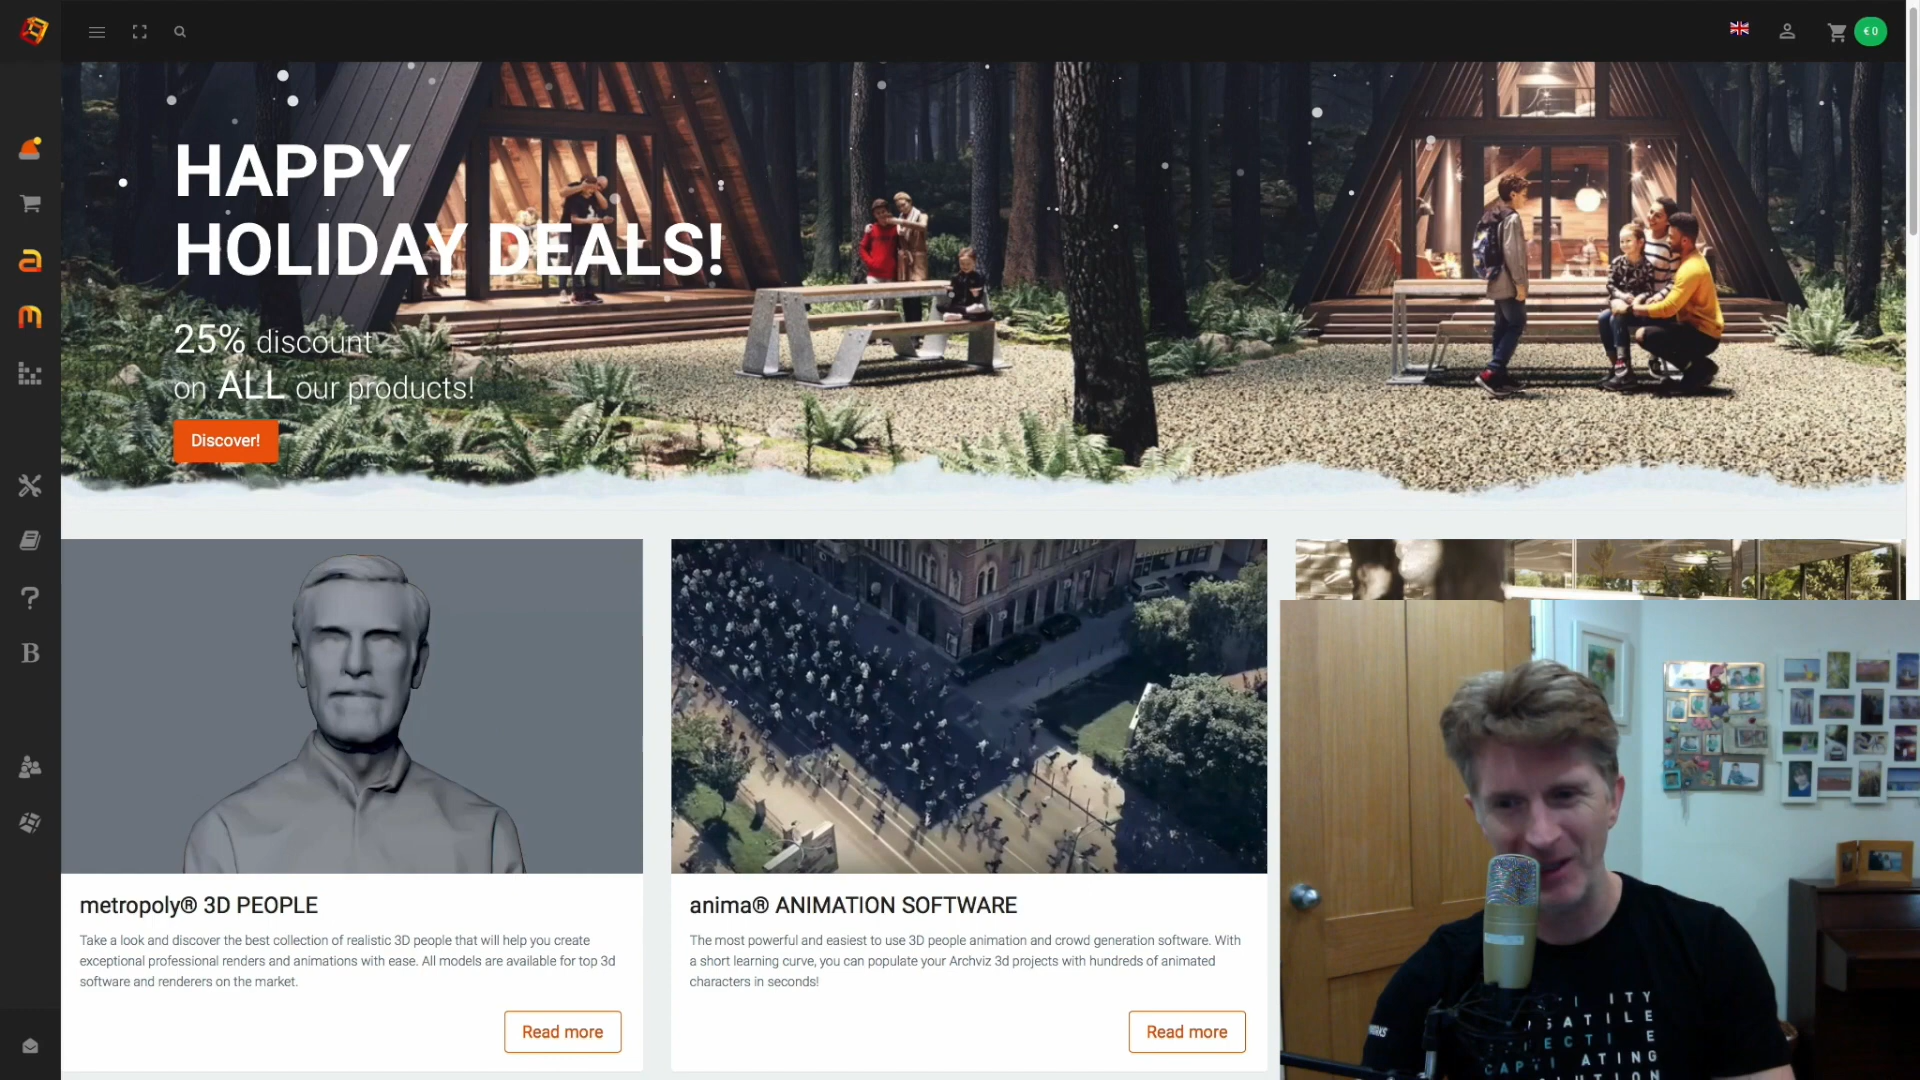 € 0
HAPPY
HOLIDAY DEALS!
25% discount
on ALL our products!
Discover!
a
m
?
B
metropoly® 3D PEOPLE
Take a look and discover the best collection of realistic 3D people that will help you create
exceptional professional renders and animations with ease. All models are available for top 3d
software and renderers on the market.
Read more
anima® ANIMATION SOFTWARE
The most powerful and easiest to use 3D people animation and crowd generation software. With
a short learning curve, you can populate your Archviz 3d projects with hundreds of animated
characters in seconds!
Read more
ATING